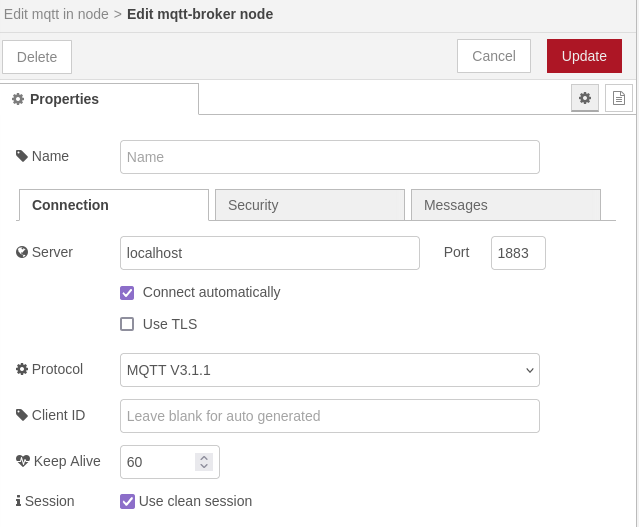 Edit mqtt in node > Edit mqtt-broker node
Delete Cancel Update
Properties
Name Name
Connection Security Messages
Server localhost Port 1883
Connect automatically
Use TLS
Protocol MQTT V3.1.1
Client ID Leave blank for auto generated
Keep Alive 60
Session Use clean session